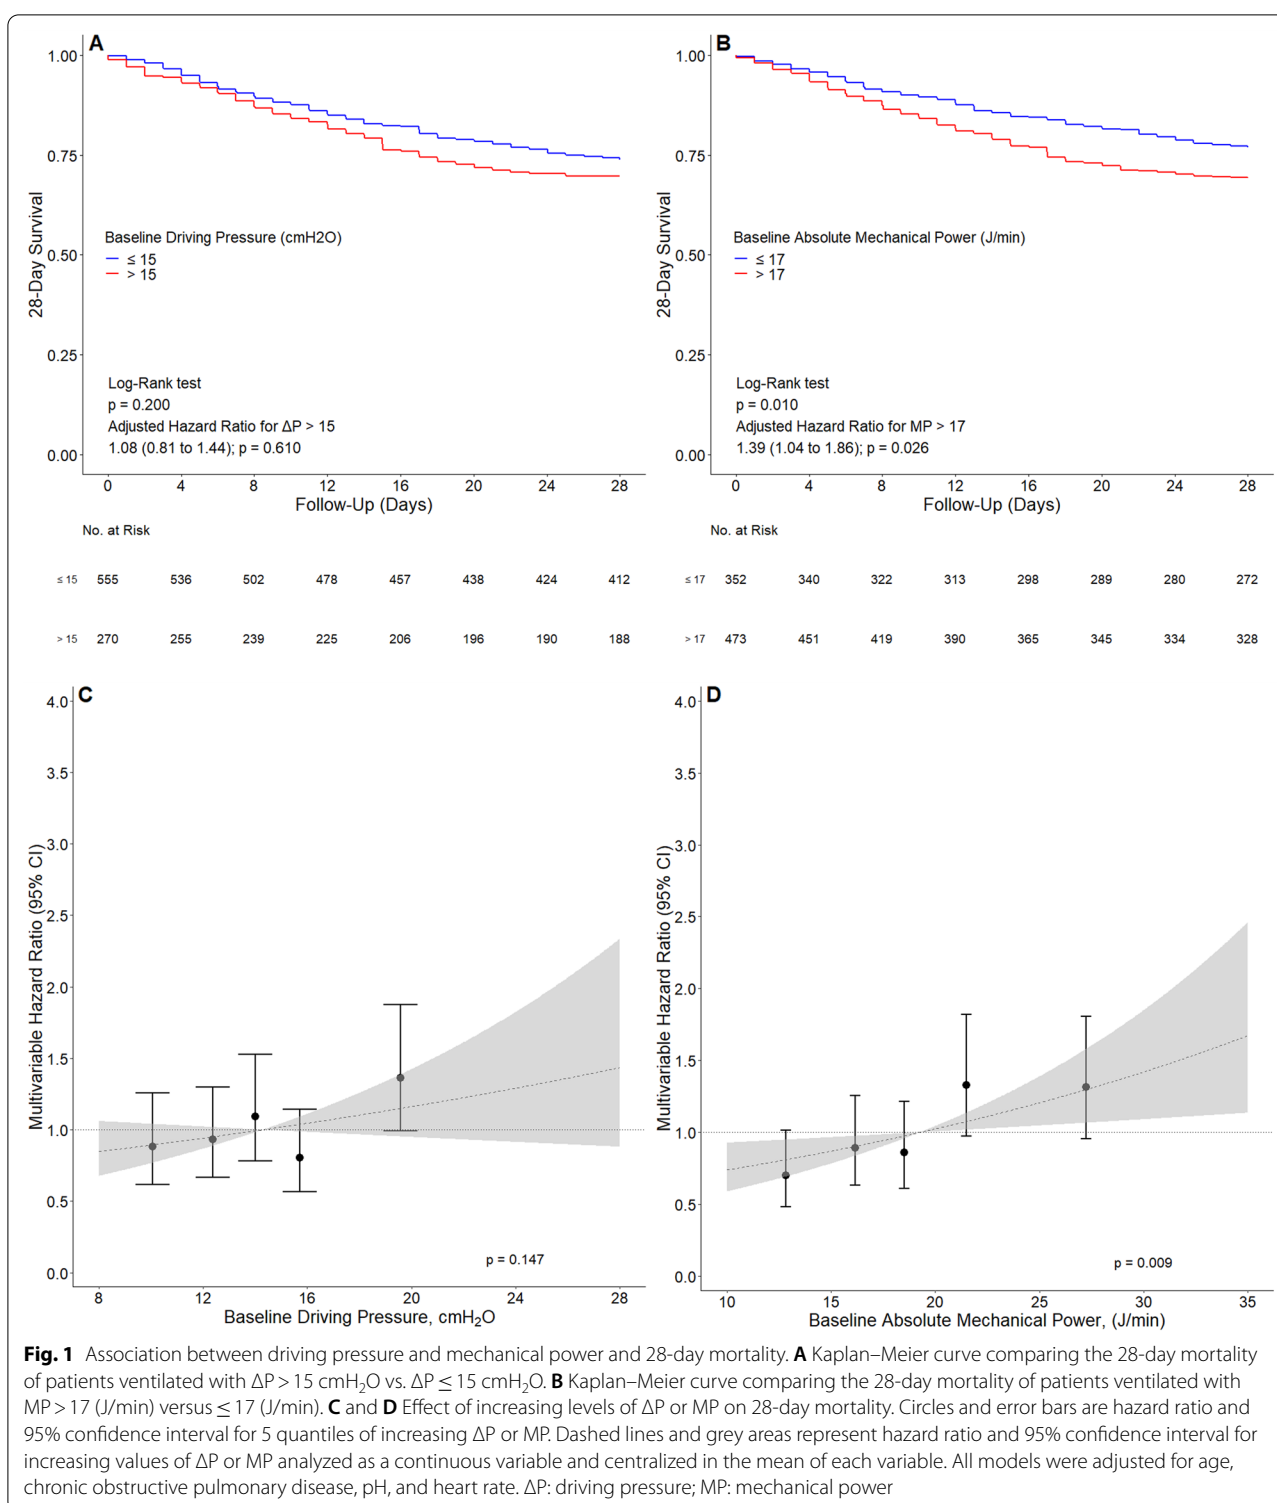 A
1.00
0.75
0.50
0.25
0.00
28-Day Survival
Baseline Driving Pressure (cmH2O)
≤ 15
> 15
Log-Rank test
p = 0.200
Adjusted Hazard Ratio for ΔP > 15
1.08 (0.81 to 1.44); p = 0.610
0 4 8 12 16 20 24 28
Follow-Up (Days)
No. at Risk
≤ 15 555 536 502 478 457 438 424 412
> 15 270 255 239 225 206 196 190 188
B
1.00
0.75
0.50
0.25
0.00
28-Day Survival
Baseline Absolute Mechanical Power (J/min)
≤ 17
> 17
Log-Rank test
p = 0.010
Adjusted Hazard Ratio for MP > 17
1.39 (1.04 to 1.86); p = 0.026
0 4 8 12 16 20 24 28
Follow-Up (Days)
No. at Risk
≤ 17 352 340 322 313 298 289 280 272
> 17 473 451 419 390 365 345 334 328
C
4.0
3.5
3.0
2.5
2.0
1.5
1.0
0.5
0.0
Multivariable Hazard Ratio (95% CI)
p = 0.147
8 12 16 20 24 28
Baseline Driving Pressure, cmH₂O
D
4.0
3.5
3.0
2.5
2.0
1.5
1.0
0.5
0.0
Multivariable Hazard Ratio (95% CI)
p = 0.009
10 15 20 25 30 35
Baseline Absolute Mechanical Power, (J/min)
Fig. 1 Association between driving pressure and mechanical power and 28-day mortality. A Kaplan–Meier curve comparing the 28-day mortality
of patients ventilated with ΔP > 15 cmH₂O vs. ΔP ≤ 15 cmH₂O. B Kaplan–Meier curve comparing the 28-day mortality of patients ventilated with
MP > 17 (J/min) versus ≤ 17 (J/min). C and D Effect of increasing levels of ΔP or MP on 28-day mortality. Circles and error bars are hazard ratio and
95% confidence interval for 5 quantiles of increasing ΔP or MP. Dashed lines and grey areas represent hazard ratio and 95% confidence interval for
increasing values of ΔP or MP analyzed as a continuous variable and centralized in the mean of each variable. All models were adjusted for age,
chronic obstructive pulmonary disease, pH, and heart rate. ΔP: driving pressure; MP: mechanical power